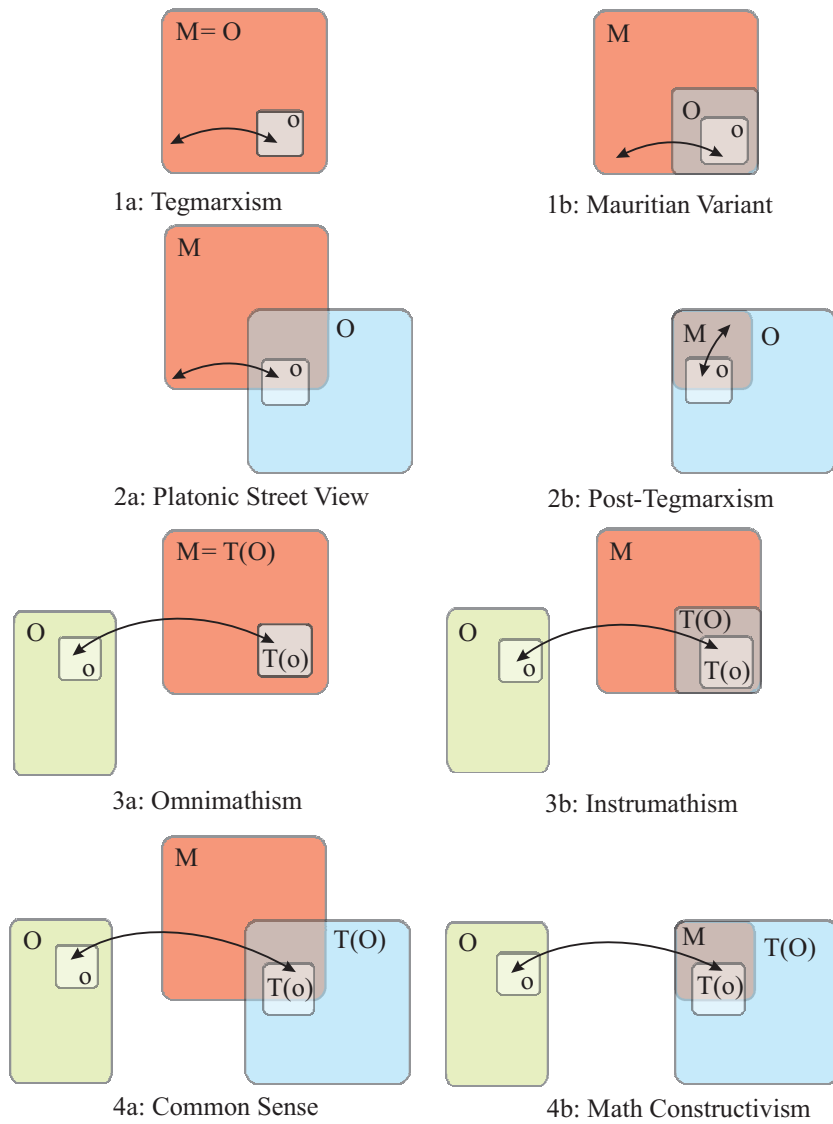 M= O
o
1a: Tegmarxism
M
O
o
1b: Mauritian Variant
M
O
o
2a: Platonic Street View
M
O
o
2b: Post-Tegmarxism
M= T(O)
O
o
T(o)
3a: Omnimathism
M
O
T(O)
o
T(o)
3b: Instrumathism
M
O
T(O)
o
T(o)
4a: Common Sense
M
O
T(O)
o
T(o)
4b: Math Constructivism